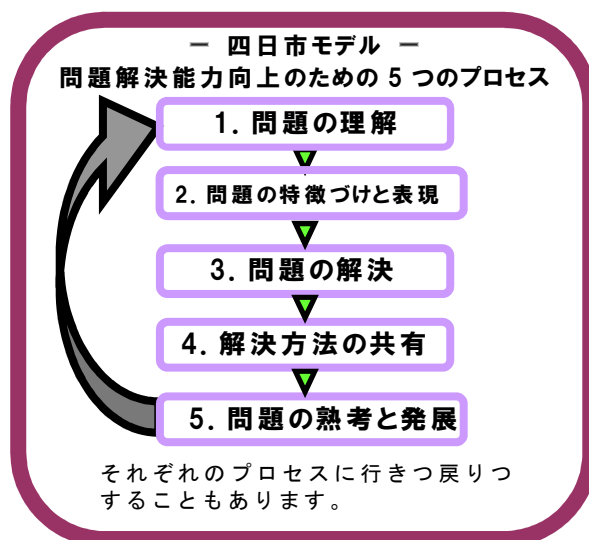 ― 四日市モデル ―
問題解決能力向上のための 5 つのプロセス
1. 問題の理解
2. 問題の特徴づけと表現
3. 問題の解決
4. 解決方法の共有
5. 問題の熟考と発展
それぞれのプロセスに行きつ戻りつ
することもあります。